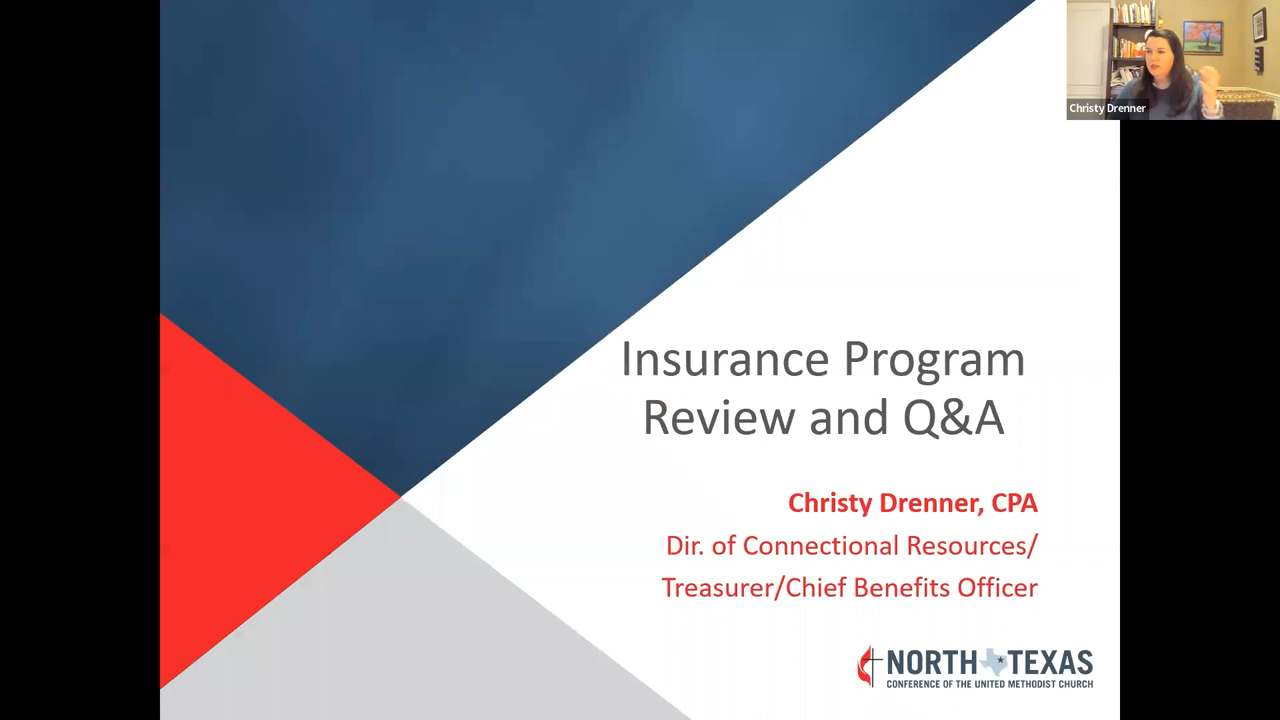 Christy Drenner
Insurance Program
Review and Q&A
Christy Drenner, CPA
Dir. of Connectional Resources/
Treasurer/Chief Benefits Officer
NORTH TEXAS
CONFERENCE OF THE UNITED METHODIST CHURCH